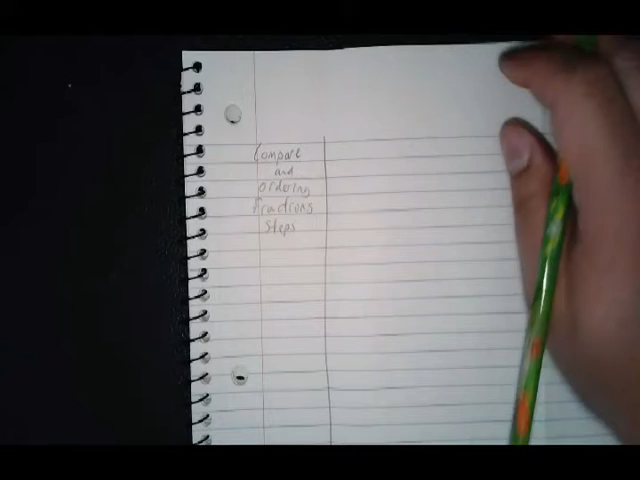 Compare
and
ordering
Fractions
Steps